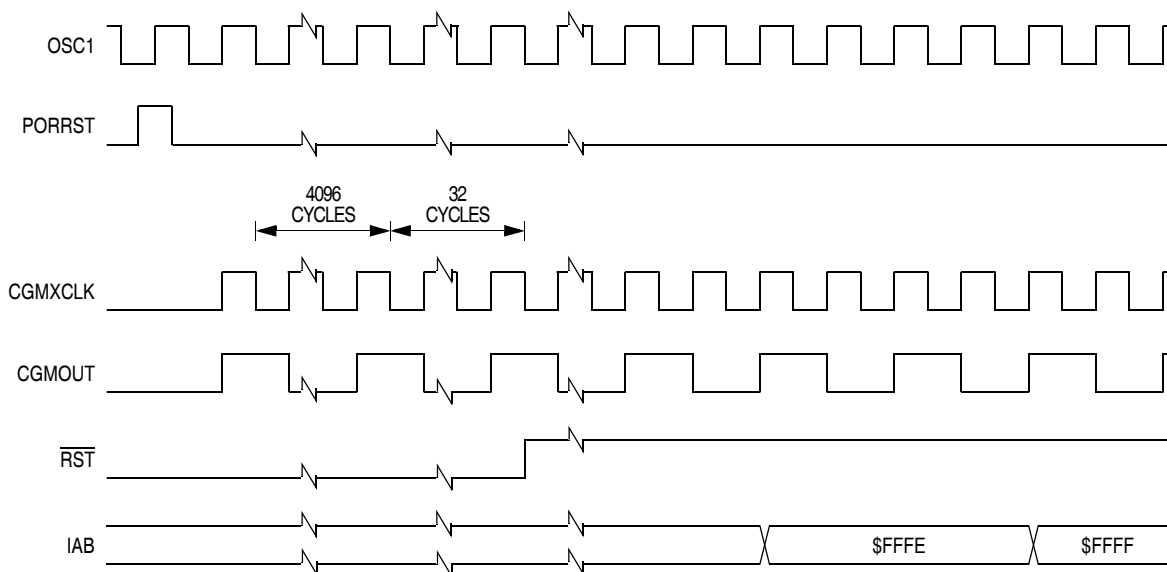 OSC1
PORRST
4096
CYCLES
32
CYCLES
CGMXCLK
CGMOUT
RST
IAB
$FFFE
$FFFF